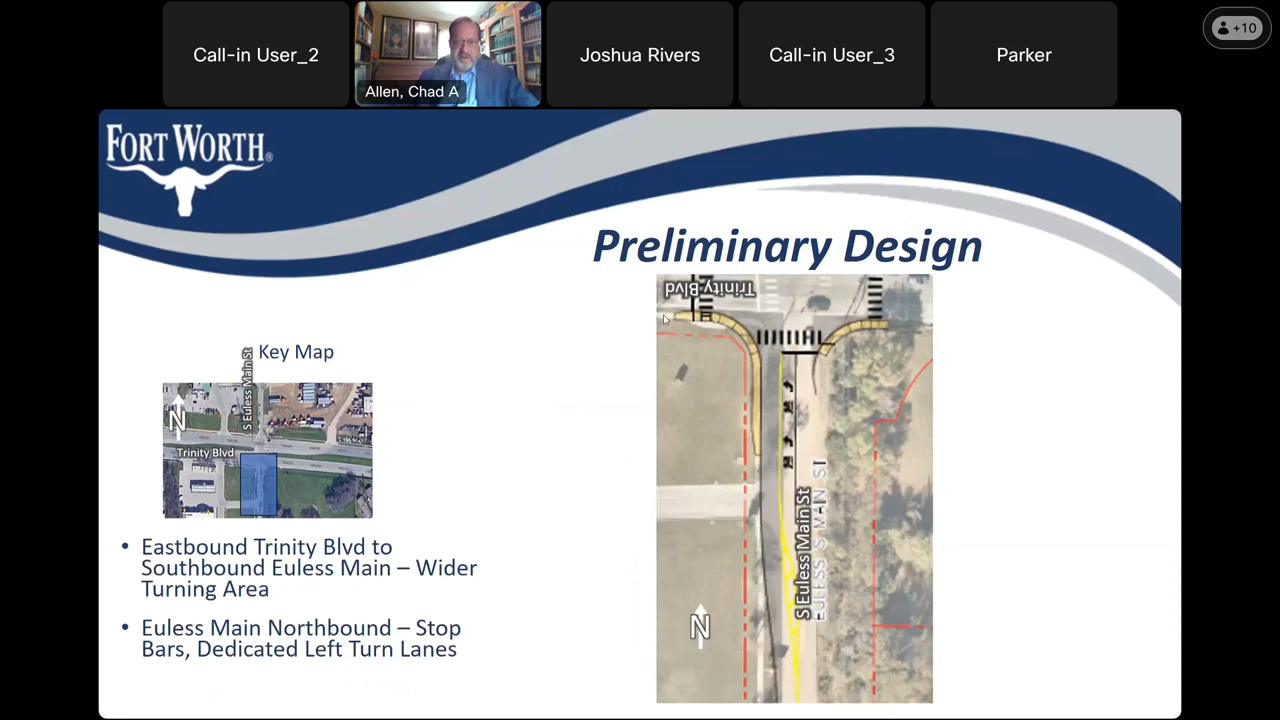 Call-in User_2
Allen, Chad A
Joshua Rivers
Call-in User_3
Parker
+10
FORT WORTH®
Preliminary Design
Key Map
S Euless Main St
N
Trinity Blvd
Trinity Blvd
S Euless Main St
EULESS S MAIN ST
N
• Eastbound Trinity Blvd to
Southbound Euless Main – Wider
Turning Area
• Euless Main Northbound – Stop
Bars, Dedicated Left Turn Lanes